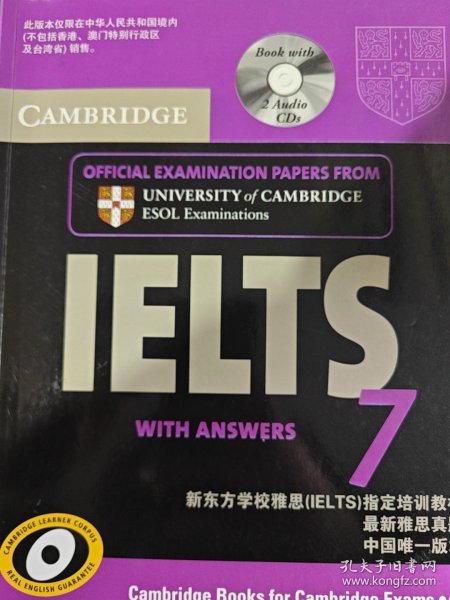 此版本仅限在中华人民共和国境内
(不包括香港、澳门特别行政区
及台湾省) 销售。
Book with
2 Audio
CDs
CAMBRIDGE
OFFICIAL EXAMINATION PAPERS FROM
UNIVERSITY of CAMBRIDGE
ESOL Examinations
IELTS
7
WITH ANSWERS
新东方学校雅思(IELTS)指定培训教
最新雅思真
中国唯一版
CAMBRIDGE LEARNER CORPUS
REAL ENGLISH GUARANTEE
Cambridge Books for Cambridge Exams
孔夫子旧书网
www.kongfz.com